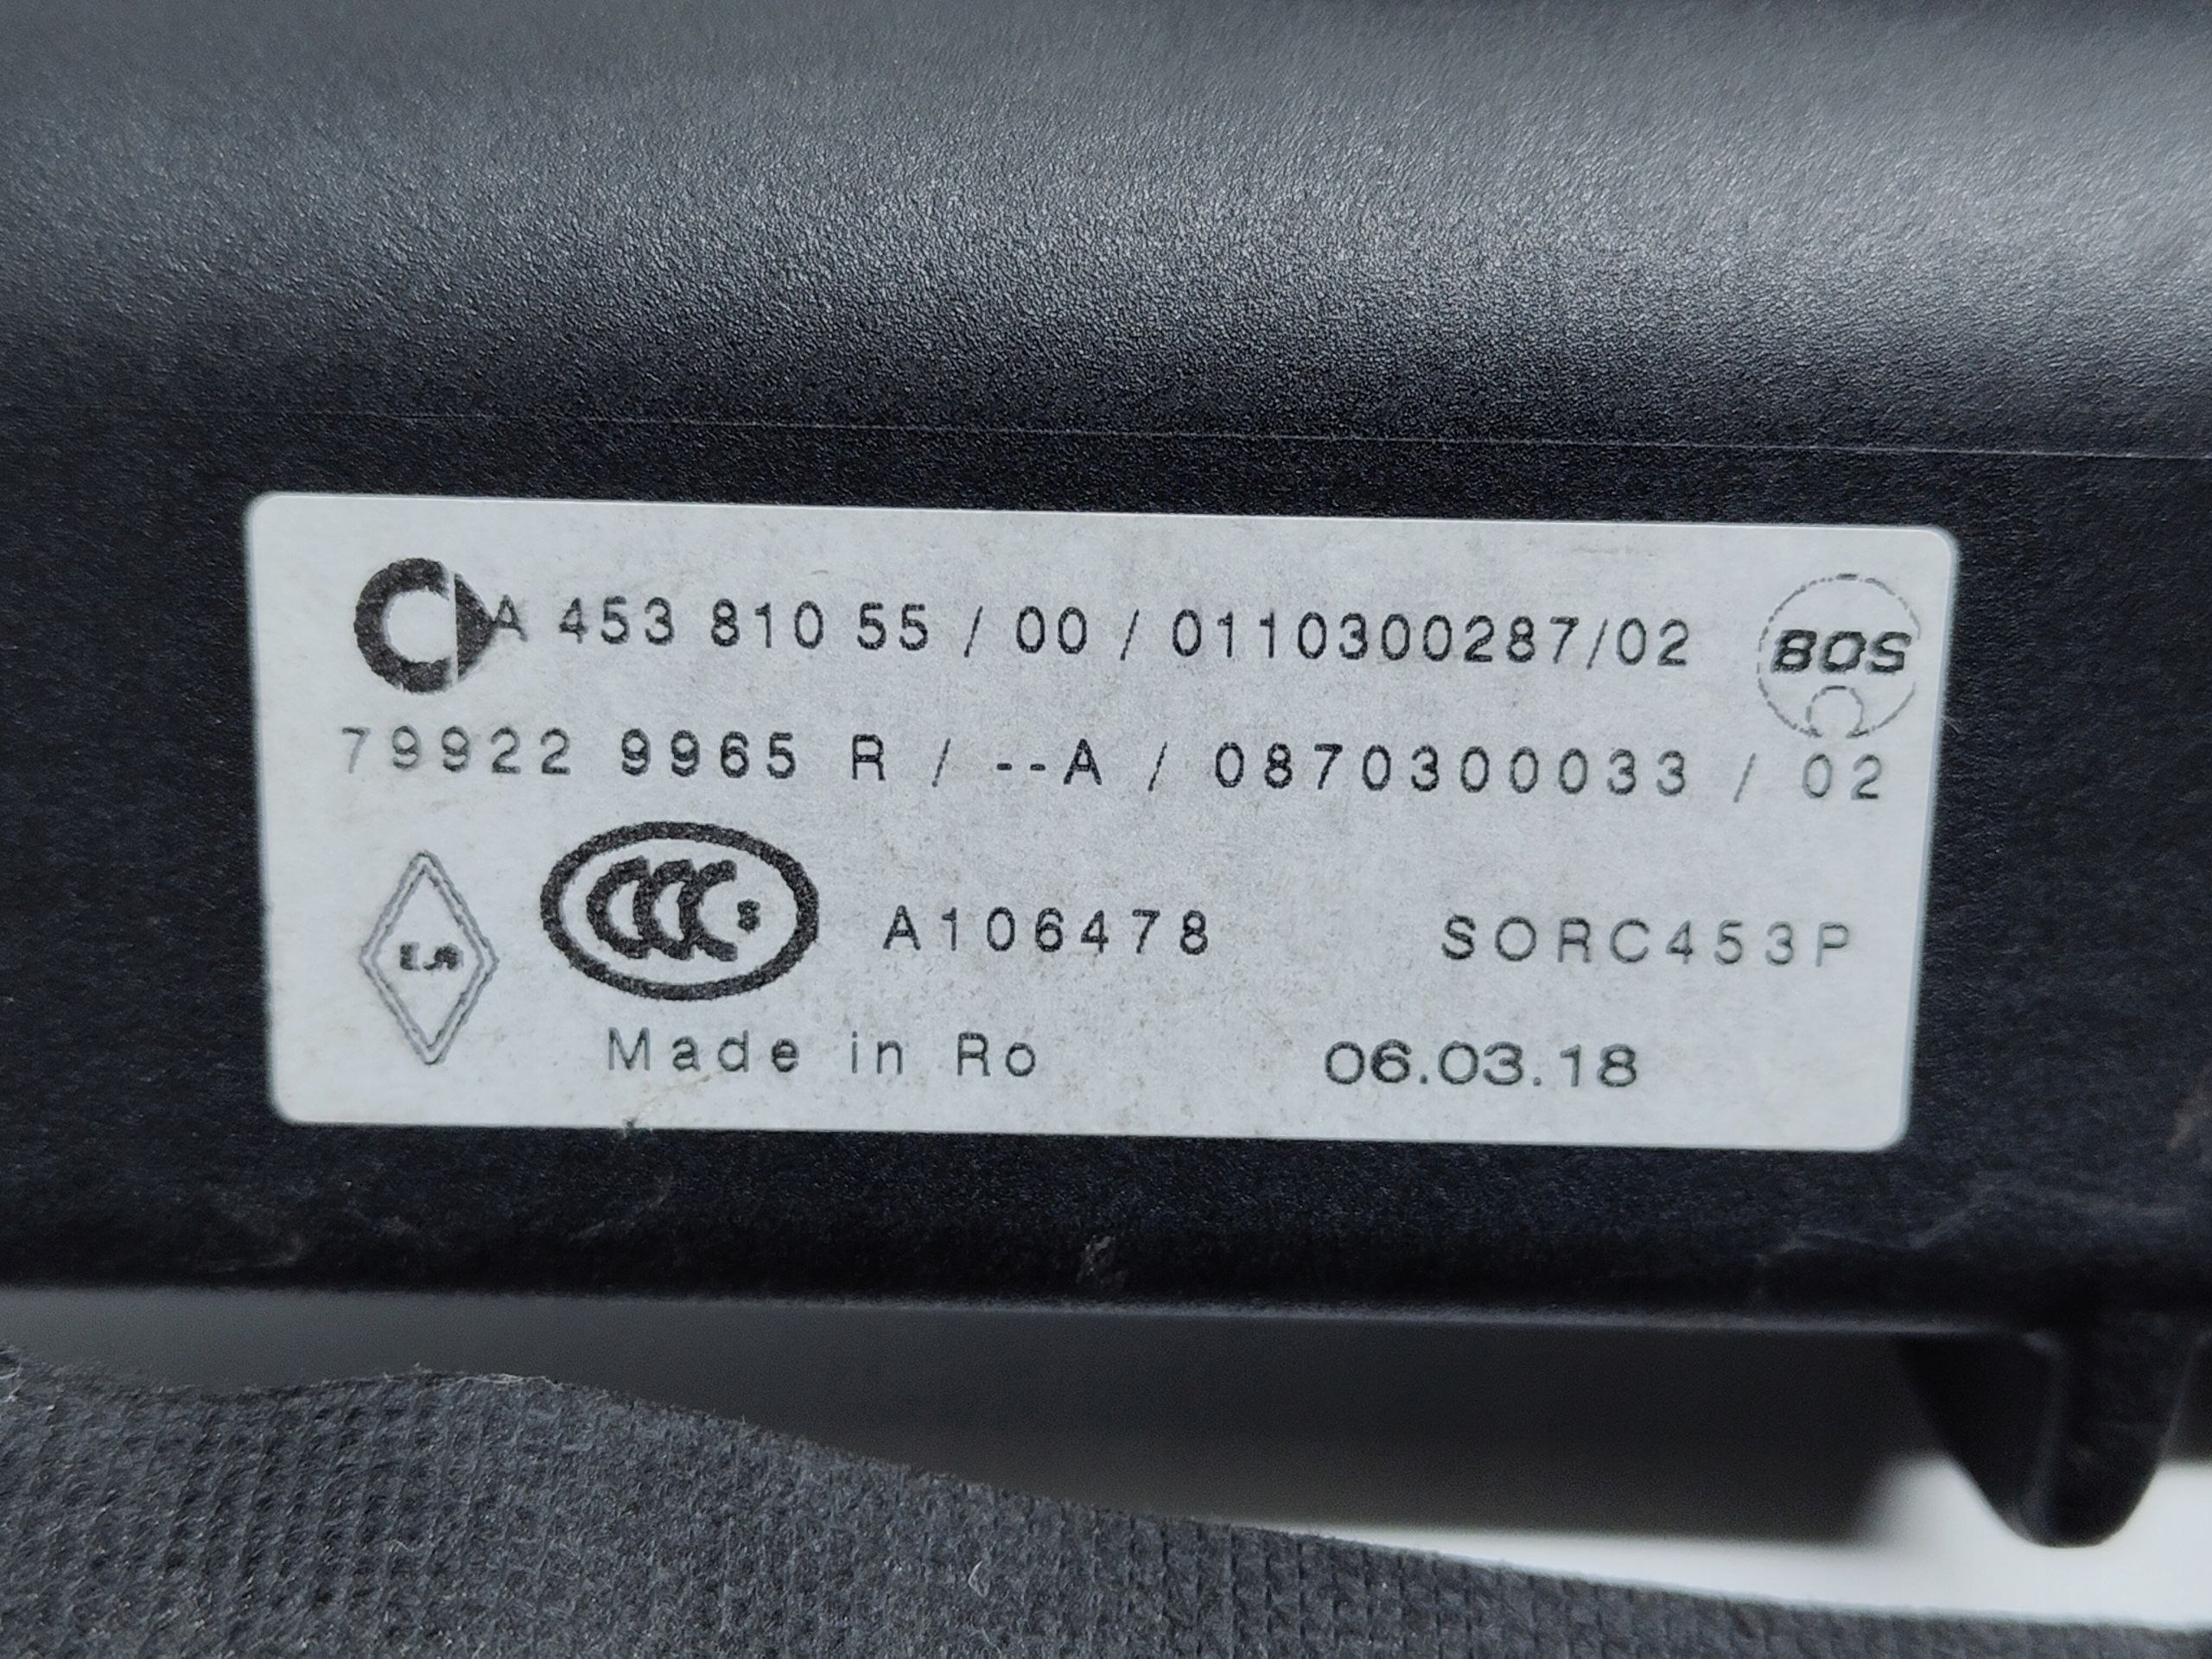 A 453 810 55 / 00 / 0110300287/02 BOS
79922 9965 R / --A / 0870300033 / 02
CCC S A106478 SORC453P
Made in Ro 06.03.18